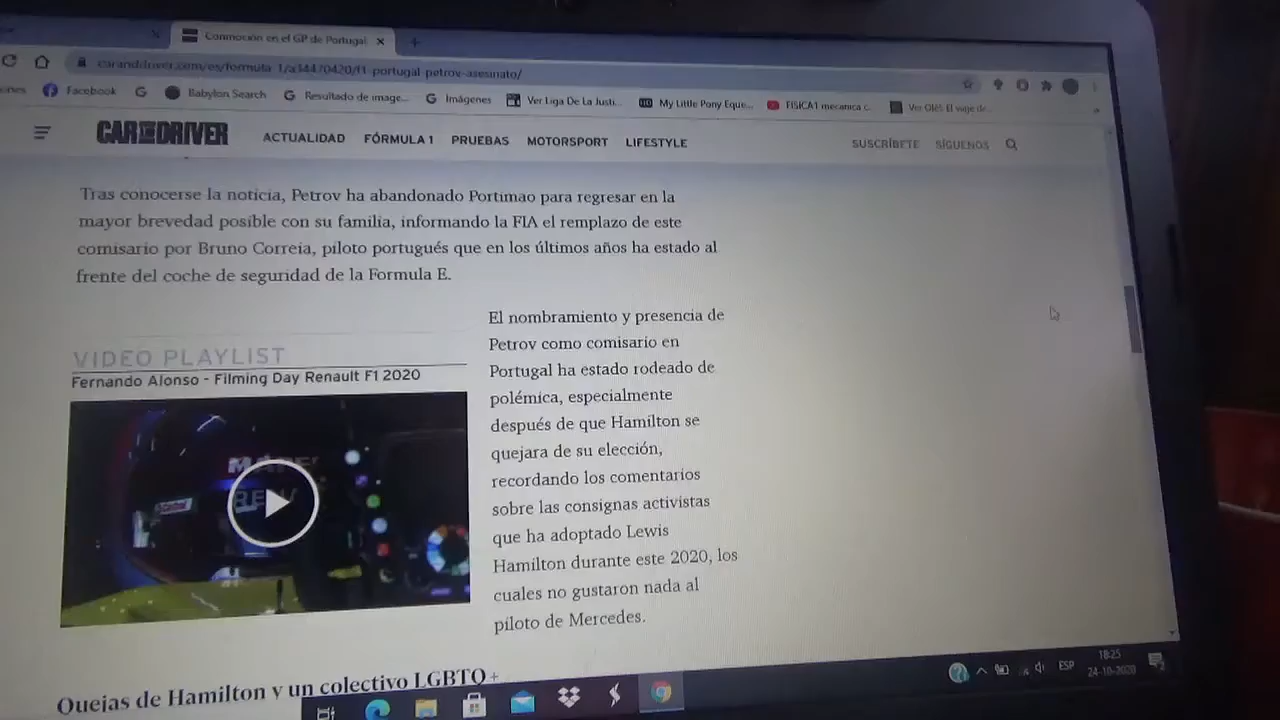 Conmoción en el GP de Portugal
caranddriver.com/es/formula-1/a34470420/f1-portugal-petrov-asesinato/
Facebook
Babylon Search
Resultado de image...
Imágenes
Ver Liga De La Justi...
My Little Pony Eque...
FISICA1 mecanica c...
CAR AND DRIVER
ACTUALIDAD
FÓRMULA 1
PRUEBAS
MOTORSPORT
LIFESTYLE
SUSCRÍBETE
SÍGUENOS
Tras conocerse la noticia, Petrov ha abandonado Portimao para regresar en la
mayor brevedad posible con su familia, informando la FIA el remplazo de este
comisario por Bruno Correia, piloto portugués que en los últimos años ha estado al
frente del coche de seguridad de la Formula E.
VIDEO PLAYLIST
Fernando Alonso - Filming Day Renault F1 2020
El nombramiento y presencia de
Petrov como comisario en
Portugal ha estado rodeado de
polémica, especialmente
después de que Hamilton se
quejara de su elección,
recordando los comentarios
sobre las consignas activistas
que ha adoptado Lewis
Hamilton durante este 2020, los
cuales no gustaron nada al
piloto de Mercedes.
Quejas de Hamilton y un colectivo LGBTQ+
ESP
18:25
24-10-2020